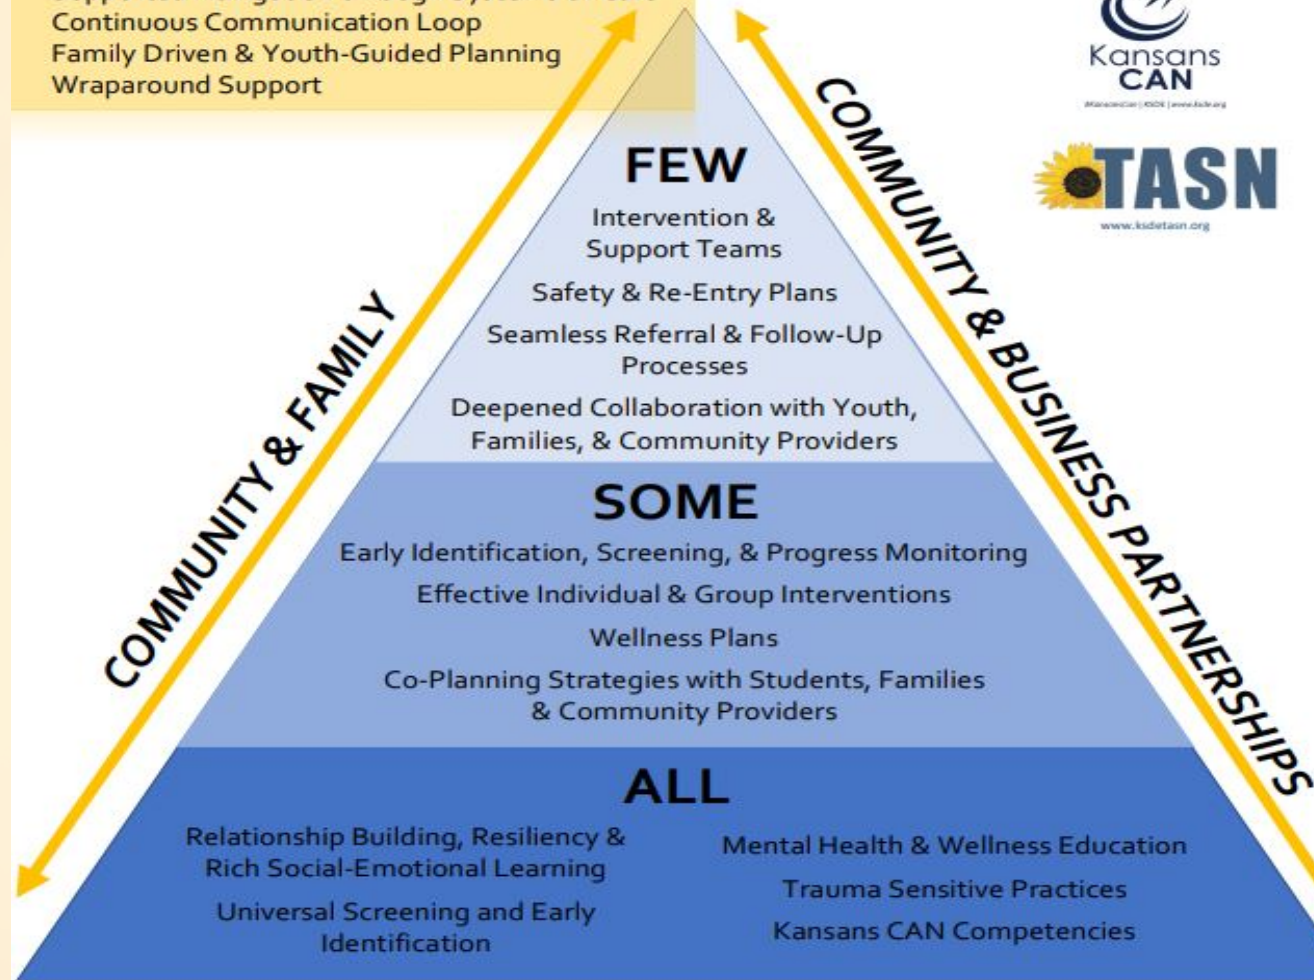 Continuous Communication Loop
Family Driven & Youth-Guided Planning
Wraparound Support
Kansans
CAN
TASN
www.ksdetasn.org
COMMUNITY & FAMILY
COMMUNITY & BUSINESS PARTNERSHIPS
FEW
Intervention &
Support Teams
Safety & Re-Entry Plans
Seamless Referral & Follow-Up
Processes
Deepened Collaboration with Youth,
Families, & Community Providers
SOME
Early Identification, Screening, & Progress Monitoring
Effective Individual & Group Interventions
Wellness Plans
Co-Planning Strategies with Students, Families
& Community Providers
ALL
Relationship Building, Resiliency &
Rich Social-Emotional Learning
Universal Screening and Early
Identification
Mental Health & Wellness Education
Trauma Sensitive Practices
Kansans CAN Competencies